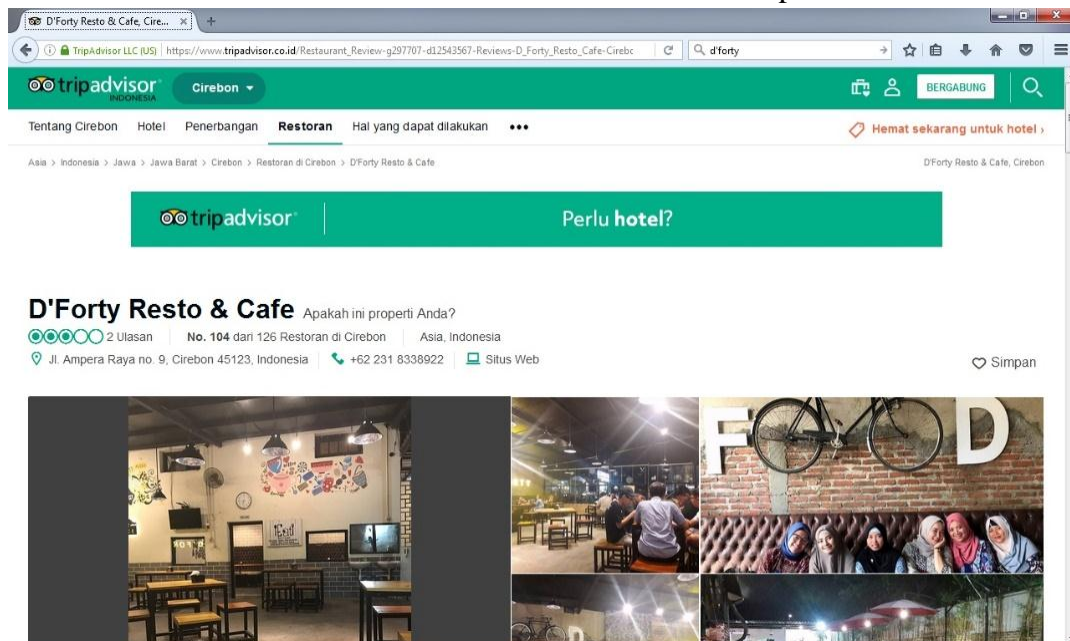 D'Forty Resto & Cafe, Cire...
TripAdvisor LLC (US) https://www.tripadvisor.co.id/Restaurant_Review-g297707-d12543567-Reviews-D_Forty_Resto_Cafe-Cirebc d'forty
tripadvisor Cirebon BERGABUNG
INDONESIA
Tentang Cirebon Hotel Penerbangan Restoran Hal yang dapat dilakukan ••• Hemat sekarang untuk hotel ›
Asia > Indonesia > Jawa > Jawa Barat > Cirebon > Restoran di Cirebon > D'Forty Resto & Cafe D'Forty Resto & Cafe, Cirebon
tripadvisor Perlu hotel?
D'Forty Resto & Cafe Apakah ini properti Anda?
2 Ulasan No. 104 dari 126 Restoran di Cirebon Asia, Indonesia
Jl. Ampera Raya no. 9, Cirebon 45123, Indonesia +62 231 8338922 Situs Web
Simpan
F D